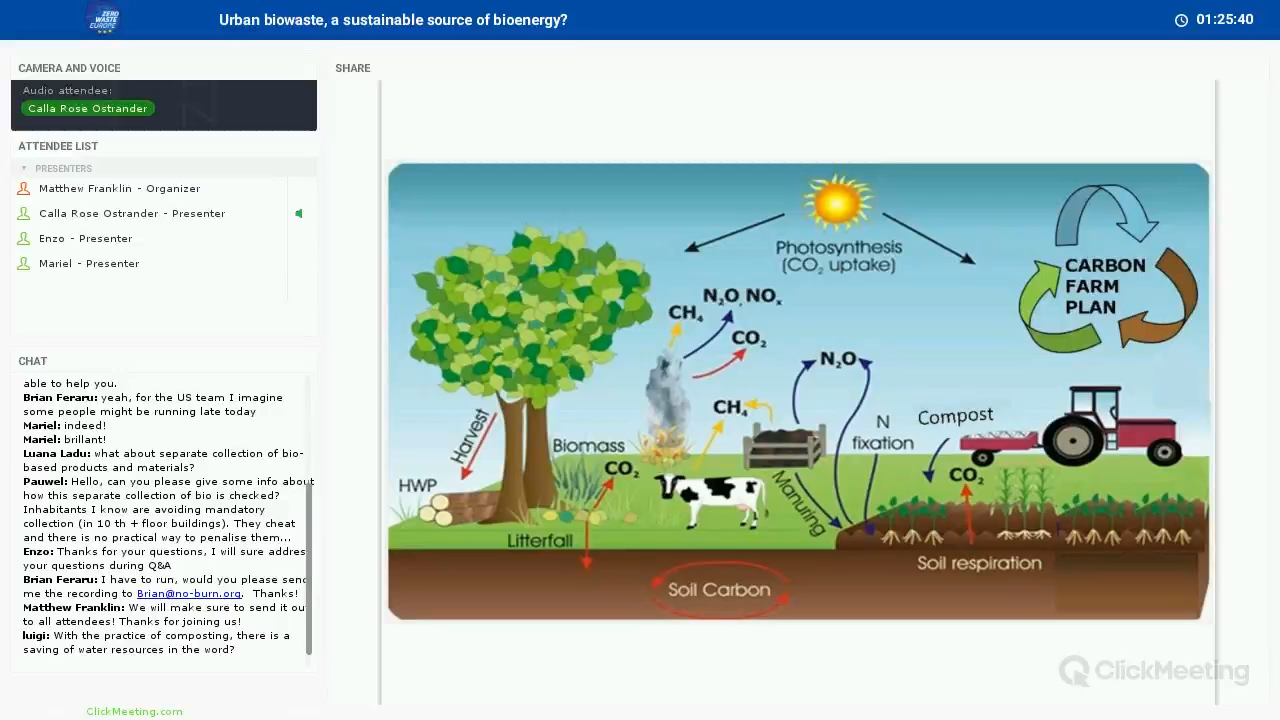 ZERO WASTE EUROPE
Urban biowaste, a sustainable source of bioenergy?
01:25:40
CAMERA AND VOICE
Audio attendee:
Calla Rose Ostrander
ATTENDEE LIST
PRESENTERS
Matthew Franklin - Organizer
Calla Rose Ostrander - Presenter
Enzo - Presenter
Mariel - Presenter
CHAT
able to help you.
Brian Feraru: yeah, for the US team I imagine
some people might be running late today
Mariel: indeed!
Mariel: brillant!
Luana Ladu: what about separate collection of bio-
based products and materials?
Pauwel: Hello, can you please give some info about
how this separate collection of bio is checked?
Inhabitants I know are avoiding mandatory
collection (in 10 th + floor buildings). They cheat
and there is no practical way to penalise them...
Enzo: Thanks for your questions, I will sure addres
your questions during Q&A
Brian Feraru: I have to run, would you please send
me the recording to Brian@no-burn.org. Thanks!
Matthew Franklin: We will make sure to send it ou
to all attendees! Thanks for joining us!
luigi: With the practice of composting, there is a
saving of water resources in the word?
ClickMeeting.com
SHARE
Photosynthesis
(CO₂ uptake)
CARBON
FARM
PLAN
N₂O, NOₓ
CH₄
CO₂
N₂O
CH₄
Harvest
Biomass
N
fixation
Compost
CO₂
CO₂
HWP
Manuring
Litterfall
Soil respiration
Soil Carbon
ClickMeeting